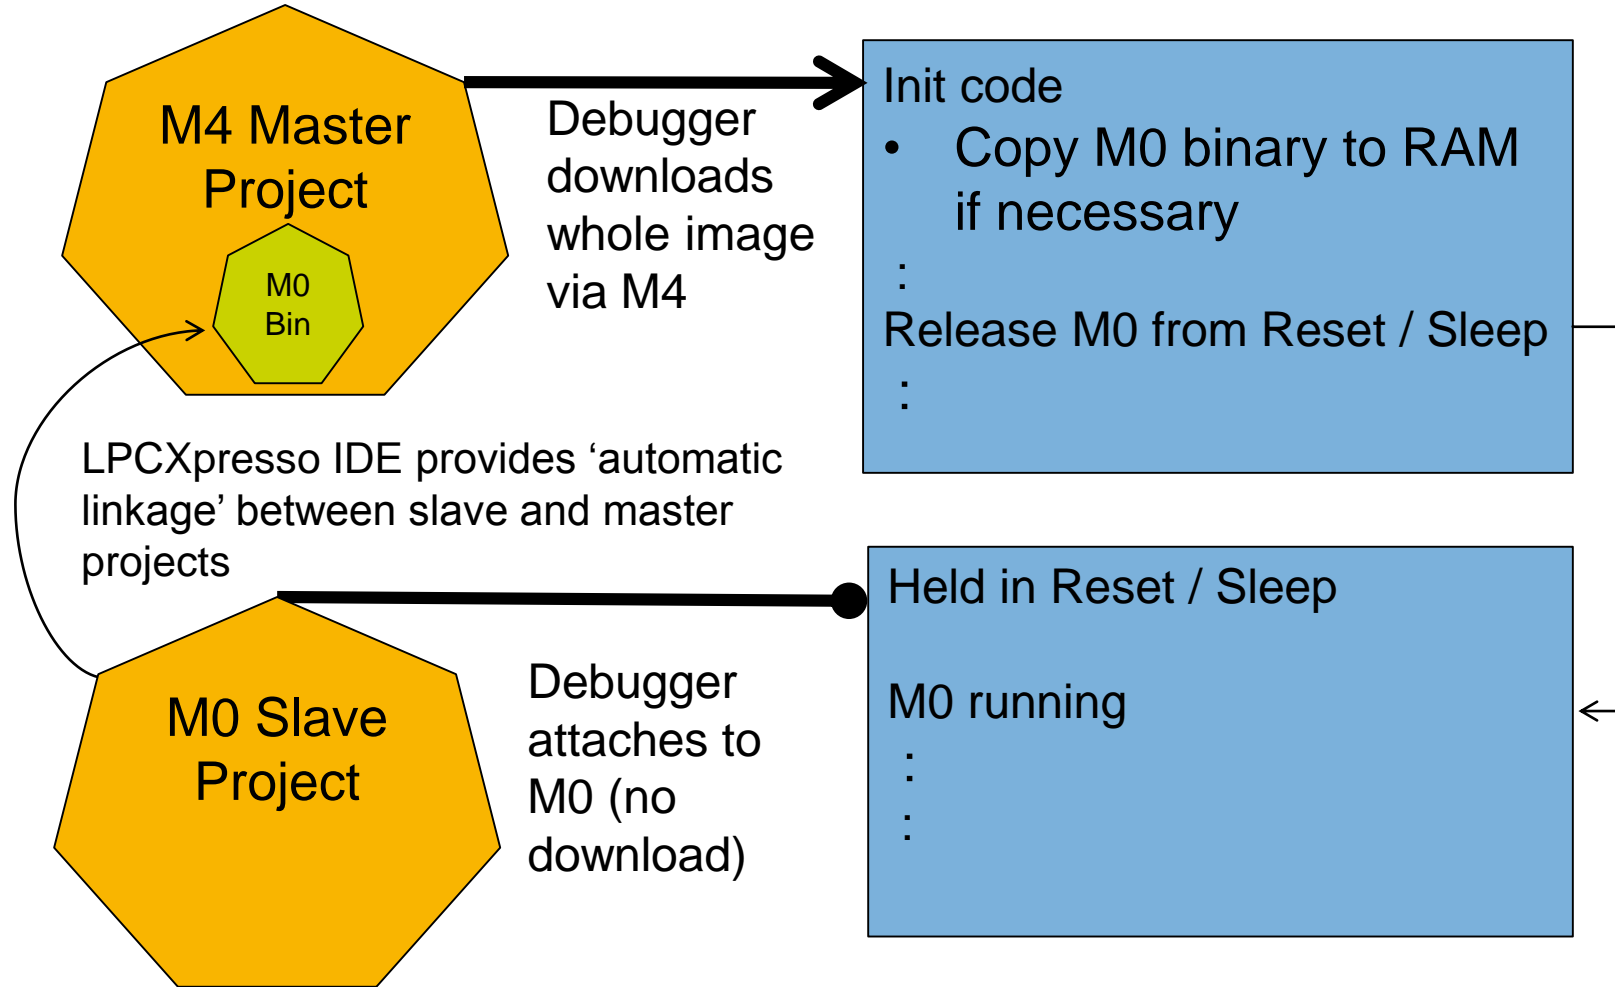 M4 Master
Project
M0
Bin
Debugger
downloads
whole image
via M4
Init code
• Copy M0 binary to RAM
if necessary
:
Release M0 from Reset / Sleep
:
LPCXpresso IDE provides ‘automatic
linkage’ between slave and master
projects
M0 Slave
Project
Debugger
attaches to
M0 (no
download)
Held in Reset / Sleep
M0 running
:
: